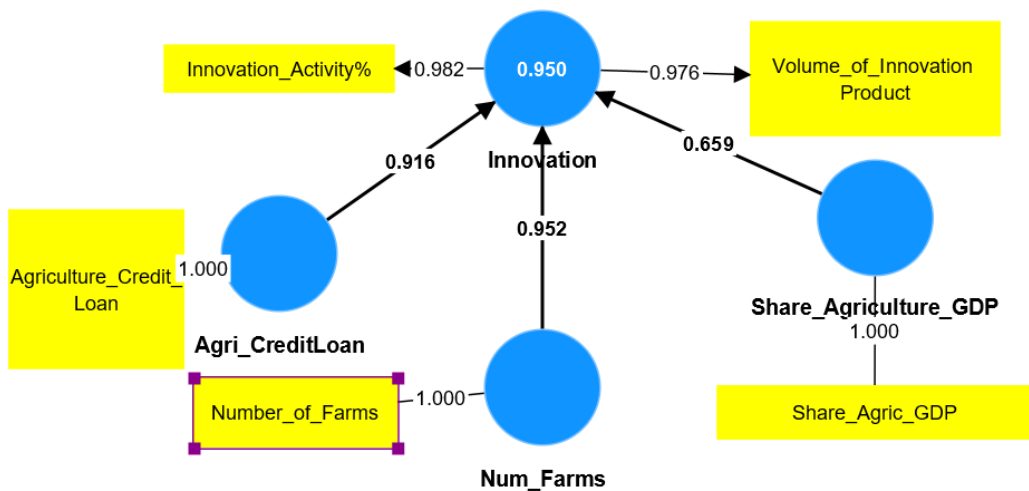 Innovation_Activity%
0.982
0.950
0.976
Volume_of_Innovation
Product
Innovation
0.916
0.659
0.952
Agriculture_Credit_
Loan
1.000
Agri_CreditLoan
Share_Agriculture_GDP
1.000
Number_of_Farms
1.000
Share_Agric_GDP
Num_Farms